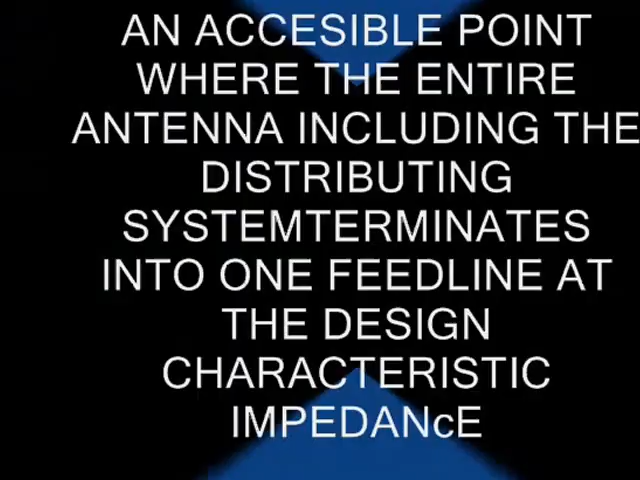 AN ACCESIBLE POINT
WHERE THE ENTIRE
ANTENNA INCLUDING THE
DISTRIBUTING
SYSTEMTERMINATES
INTO ONE FEEDLINE AT
THE DESIGN
CHARACTERISTIC
IMPEDANcE